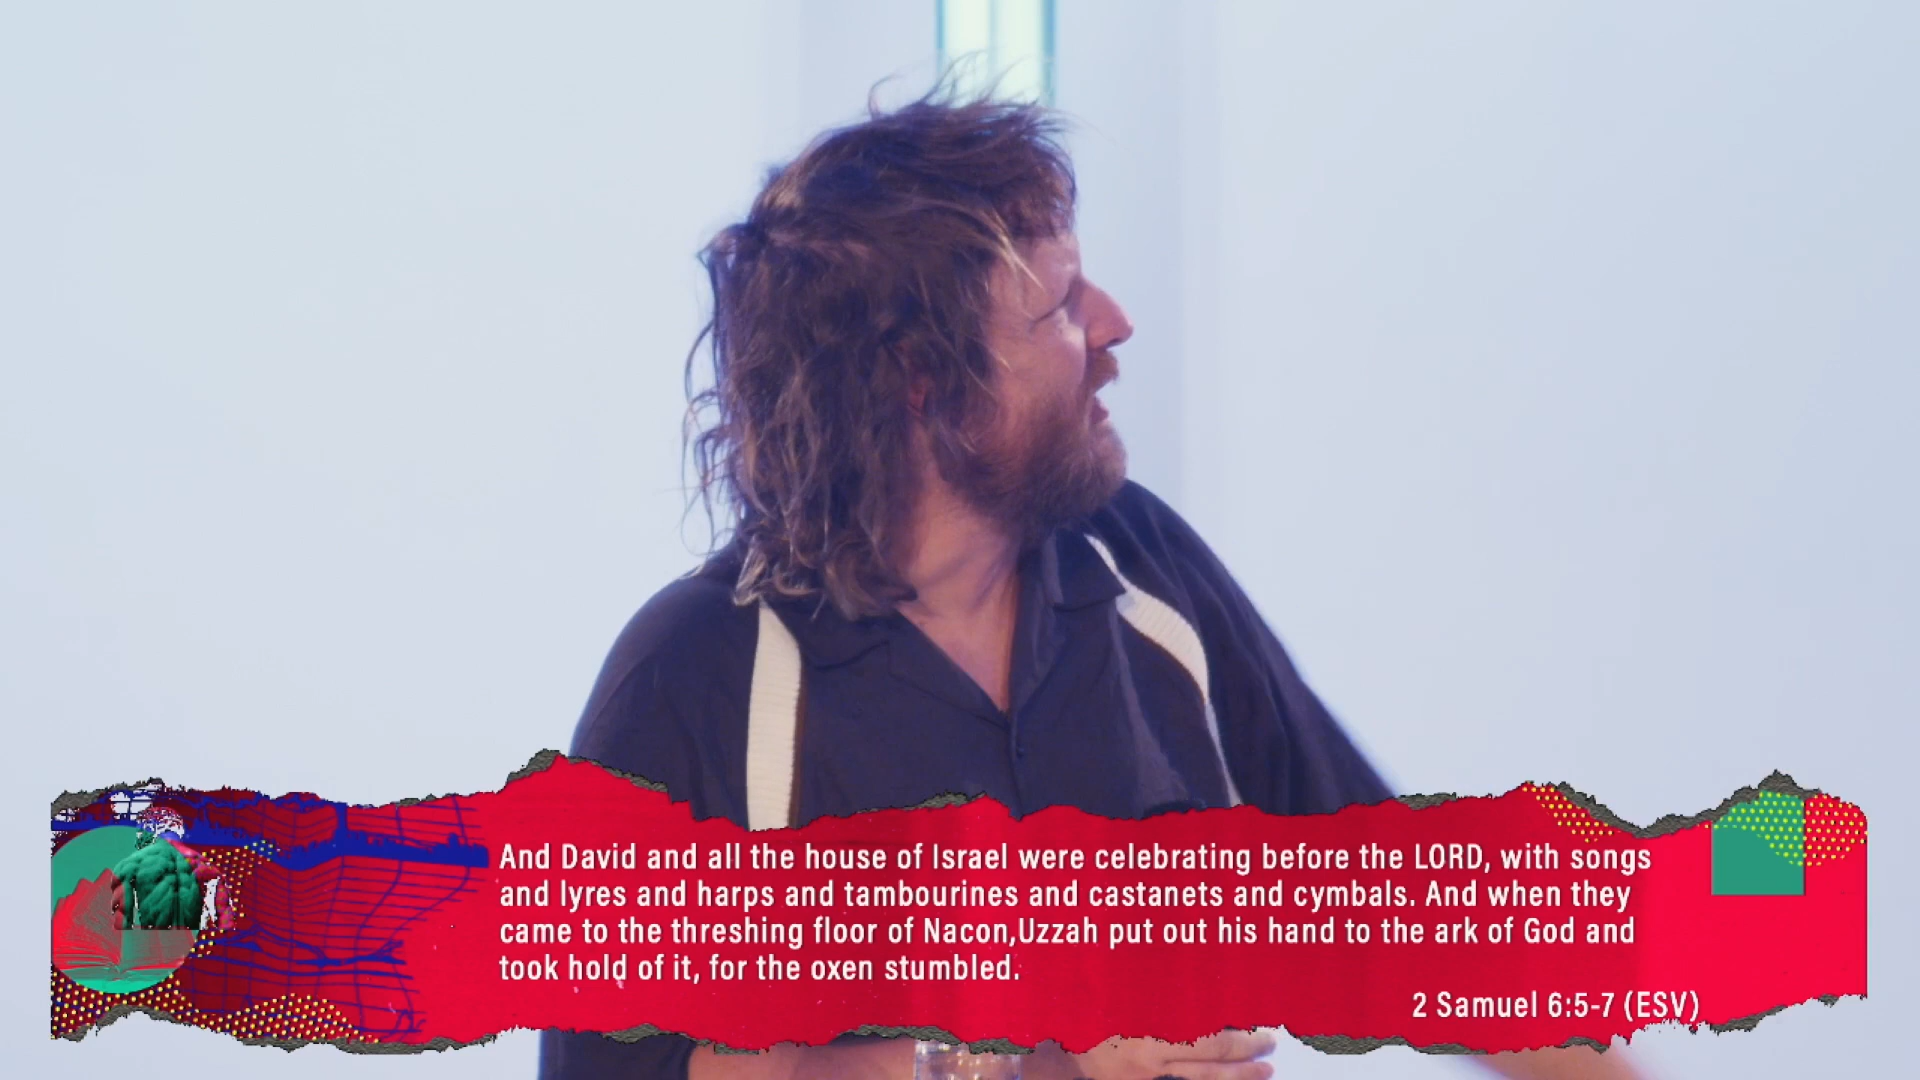 And David and all the house of Israel were celebrating before the LORD, with songs
and lyres and harps and tambourines and castanets and cymbals. And when they
came to the threshing floor of Nacon,Uzzah put out his hand to the ark of God and
took hold of it, for the oxen stumbled.
2 Samuel 6:5-7 (ESV)